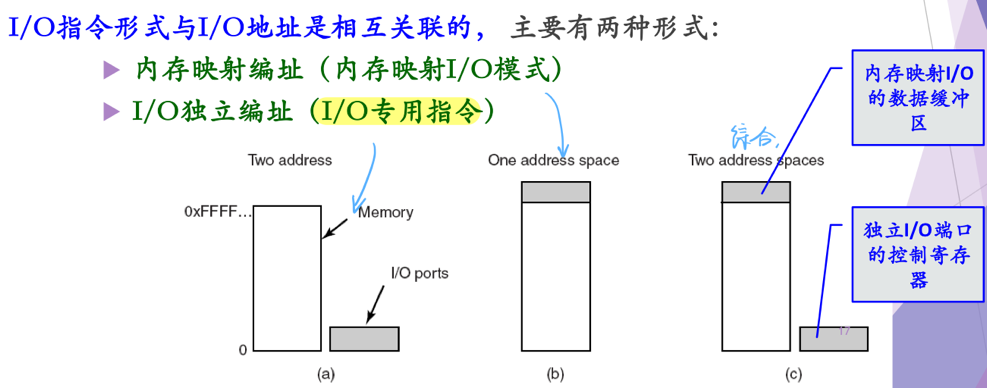 I/O指令形式与I/O地址是相互关联的，主要有两种形式：
内存映射编址（内存映射I/O模式）
I/O独立编址（I/O专用指令）
内存映射I/O
的数据缓冲
区
综合,
Two address
One address space
Two address spaces
0xFFFF…
Memory
I/O ports
独立I/O端口
的控制寄存
器
17
0
(a)
(b)
(c)